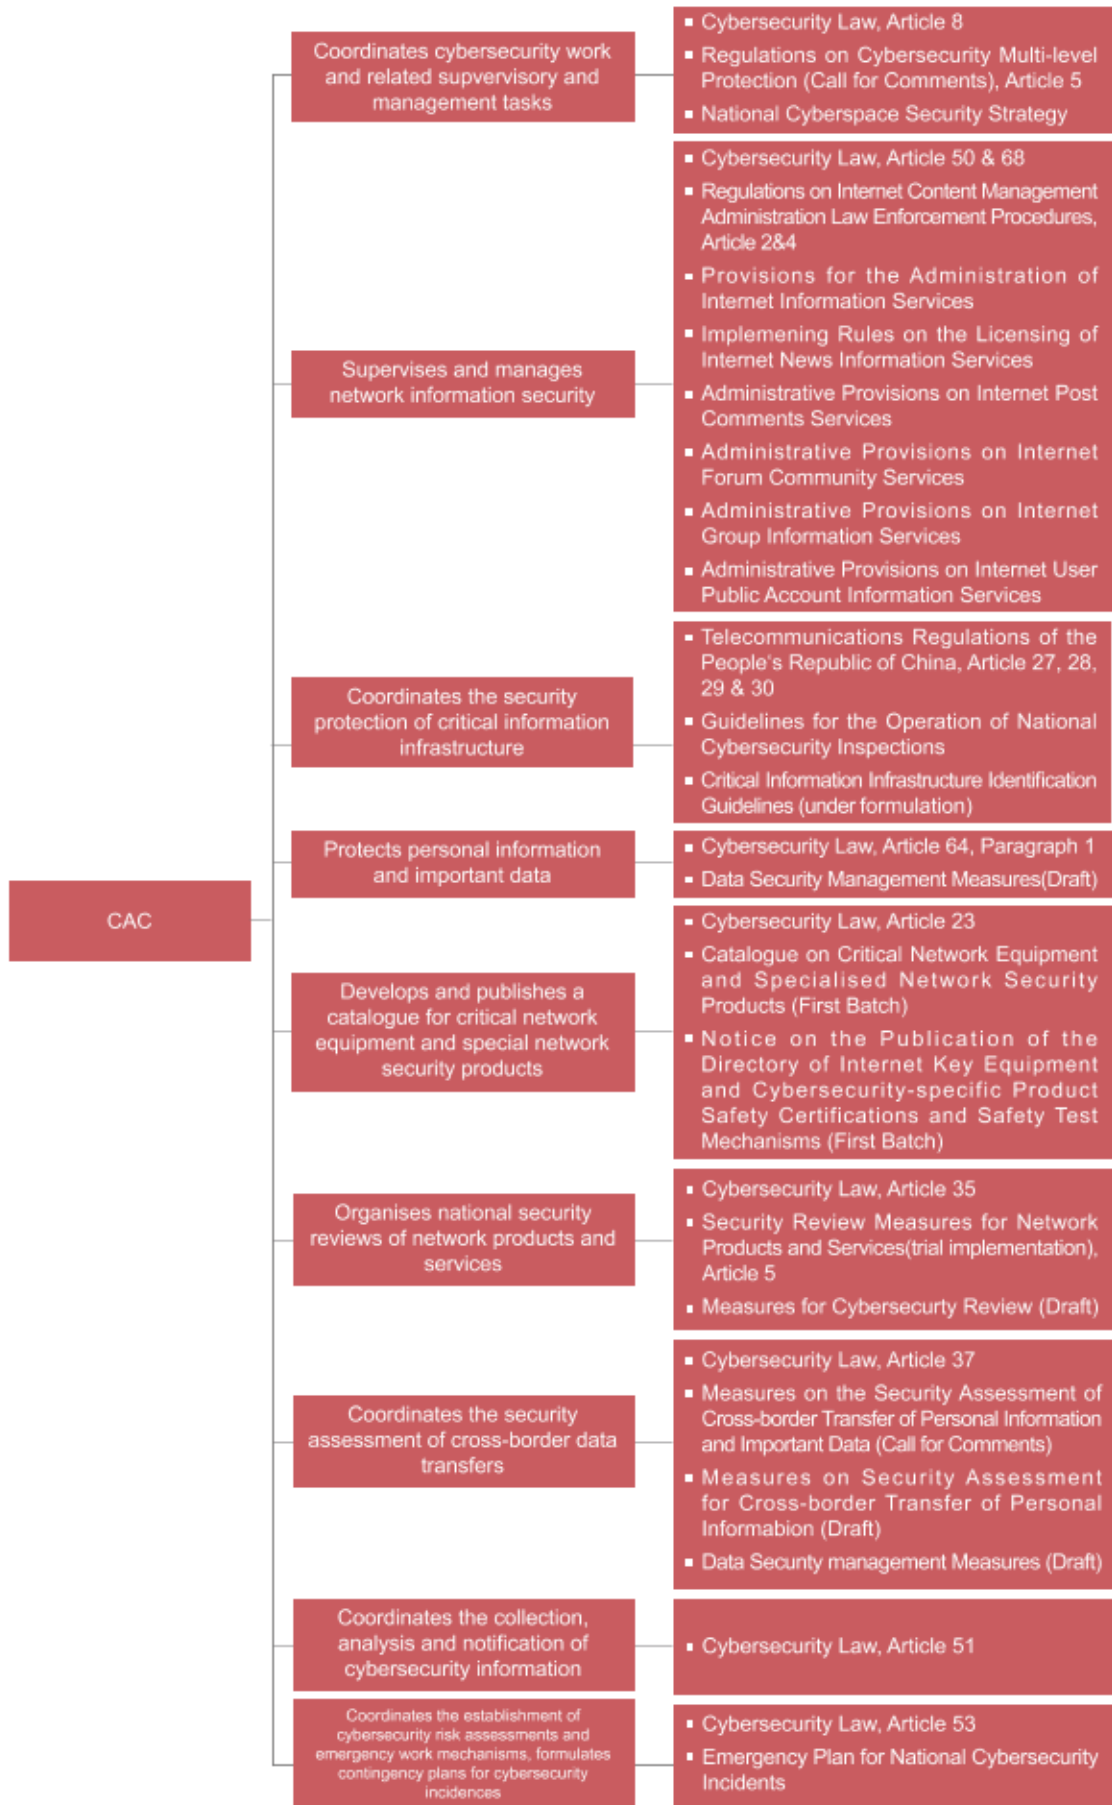 Coordinates cybersecurity work
and related supvervisory and
management tasks
▪ Cybersecurity Law, Article 8
▪ Regulations on Cybersecurity Multi-level
Protection (Call for Comments), Article 5
▪ National Cyberspace Security Strategy
Supervises and manages
network information security
▪ Cybersecurity Law, Article 50 & 68
▪ Regulations on Internet Content Management
Administration Law Enforcement Procedures,
Article 2&4
▪ Provisions for the Administration of
Internet Information Services
▪ Implemening Rules on the Licensing of
Internet News Information Services
▪ Administrative Provisions on Internet Post
Comments Services
▪ Administrative Provisions on Internet
Forum Community Services
▪ Administrative Provisions on Internet
Group Information Services
▪ Administrative Provisions on Internet User
Public Account Information Services
Coordinates the security
protection of critical information
infrastructure
▪ Telecommunications Regulations of the
People's Republic of China, Article 27, 28,
29 & 30
▪ Guidelines for the Operation of National
Cybersecurity Inspections
▪ Critical Information Infrastructure Identification
Guidelines (under formulation)
Protects personal information
and important data
▪ Cybersecurity Law, Article 64, Paragraph 1
▪ Data Security Management Measures(Draft)
CAC
Develops and publishes a
catalogue for critical network
equipment and special network
security products
▪ Cybersecurity Law, Article 23
▪ Catalogue on Critical Network Equipment
and Specialised Network Security
Products (First Batch)
▪ Notice on the Publication of the
Directory of Internet Key Equipment
and Cybersecurity-specific Product
Safety Certifications and Safety Test
Mechanisms (First Batch)
Organises national security
reviews of network products and
services
▪ Cybersecurity Law, Article 35
▪ Security Review Measures for Network
Products and Services(trial implementation),
Article 5
▪ Measures for Cybersecurty Review (Draft)
Coordinates the security
assessment of cross-border data
transfers
▪ Cybersecurity Law, Article 37
▪ Measures on the Security Assessment of
Cross-border Transfer of Personal Information
and Important Data (Call for Comments)
▪ Measures on Security Assessment
for Cross-border Transfer of Personal
Informabion (Draft)
▪ Data Securnty management Measures (Draft)
Coordinates the collection,
analysis and notification of
cybersecurity information
▪ Cybersecurity Law, Article 51
Coordinates the establishment of
cybersecurity risk assessments and
emergency work mechanisms, formulates
contingency plans for cybersecurity
incidences
▪ Cybersecurity Law, Article 53
▪ Emergency Plan for National Cybersecurity
Incidents